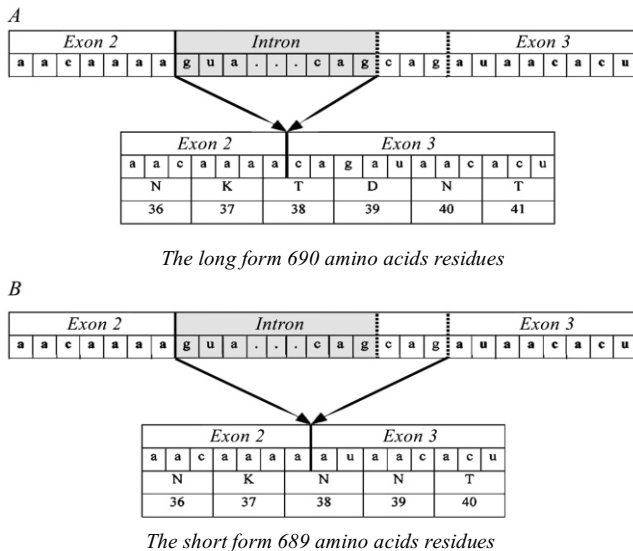 A
Exon 2 Intron Exon 3
a a c a a a a g u a . . . c a g c a g a u a a c a c u
Exon 2 Exon 3
a a c a a a a c a g a u a a c a c u
N K T D N T
36 37 38 39 40 41
The long form 690 amino acids residues
B
Exon 2 Intron Exon 3
a a c a a a a g u a . . . c a g c a g a u a a c a c u
Exon 2 Exon 3
a a c a a a a a u a a c a c u
N K N N T
36 37 38 39 40
The short form 689 amino acids residues